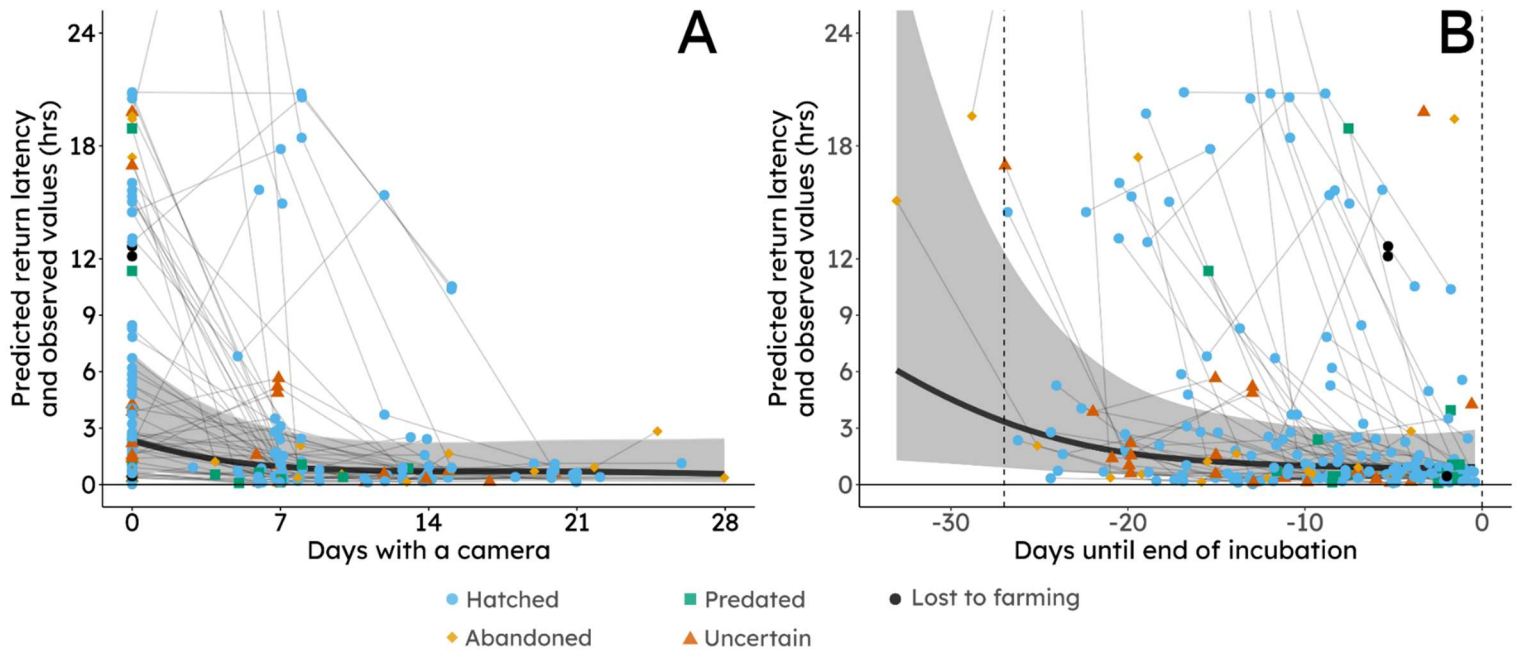 A
B
Predicted return latency
and observed values (hrs)
24
18
12
9
6
3
0
0
7
14
21
28
Days with a camera
Predicted return latency
and observed values (hrs)
24
18
12
9
6
3
0
-30
-20
-10
0
Days until end of incubation
Hatched
Predated
Lost to farming
Abandoned
Uncertain